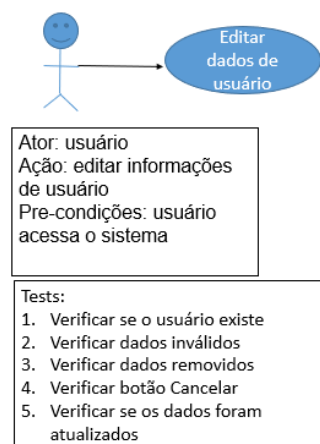 Editar
dados de
usuário
Ator: usuário
Ação: editar informações
de usuário
Pre-condições: usuário
acessa o sistema
Tests:
1. Verificar se o usuário existe
2. Verificar dados inválidos
3. Verificar dados removidos
4. Verificar botão Cancelar
5. Verificar se os dados foram
atualizados